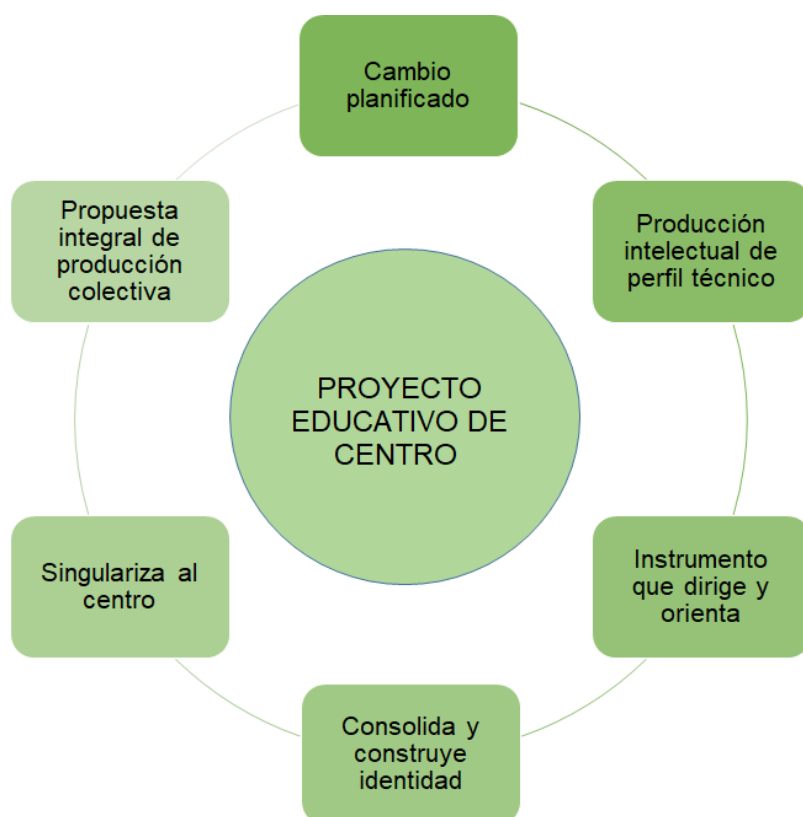 Cambio
planificado
Producción
intelectual de
perfil técnico
Instrumento
que dirige y
orienta
Consolida y
construye
identidad
Singulariza al
centro
Propuesta
integral de
producción
colectiva
PROYECTO
EDUCATIVO DE
CENTRO